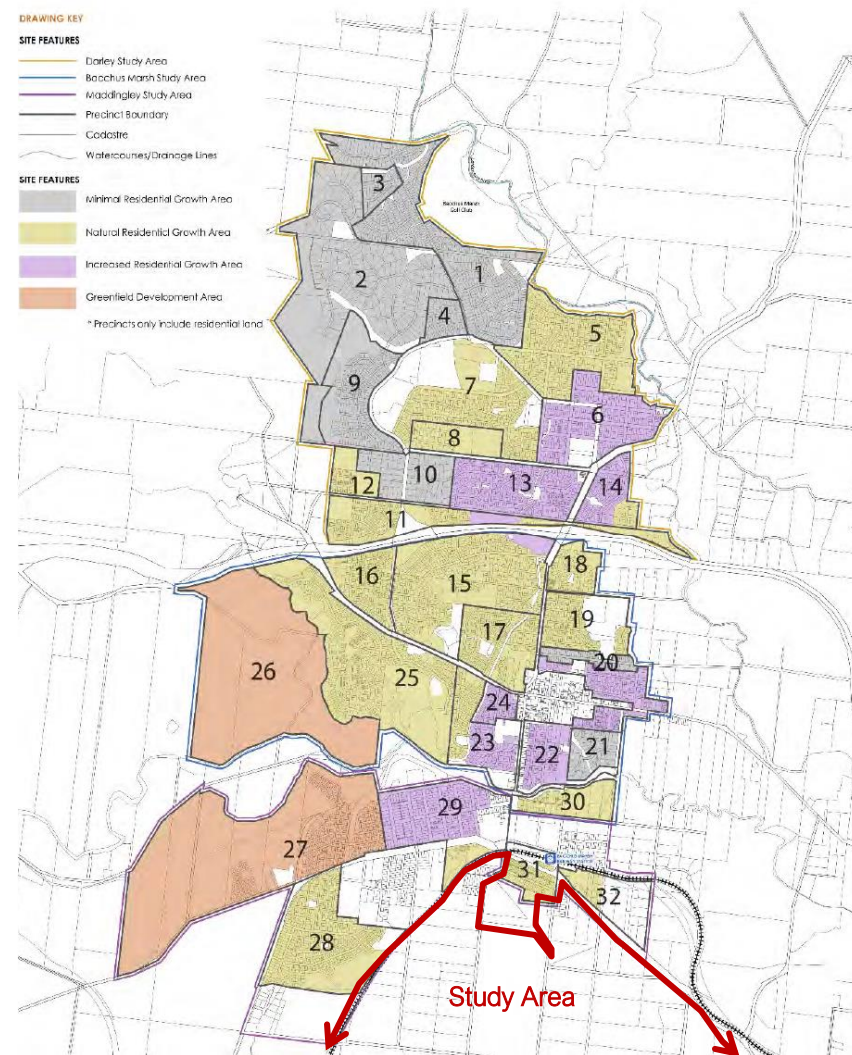 DRAWING KEY
SITE FEATURES
Darley Study Area
Bacchus Marsh Study Area
Maddingley Study Area
Precinct Boundary
Cadastre
Watercourses/Drainage Lines
SITE FEATURES
Minimal Residential Growth Area
Natural Residential Growth Area
Increased Residential Growth Area
Greenfield Development Area
* Precincts only include residential land
3
Bacchus Marsh
Golf Club
2
1
4
5
9
7
6
8
12
10
13
14
11
16
15
18
19
17
20
26
25
24
23
22
21
30
29
27
31
32
28
Study Area